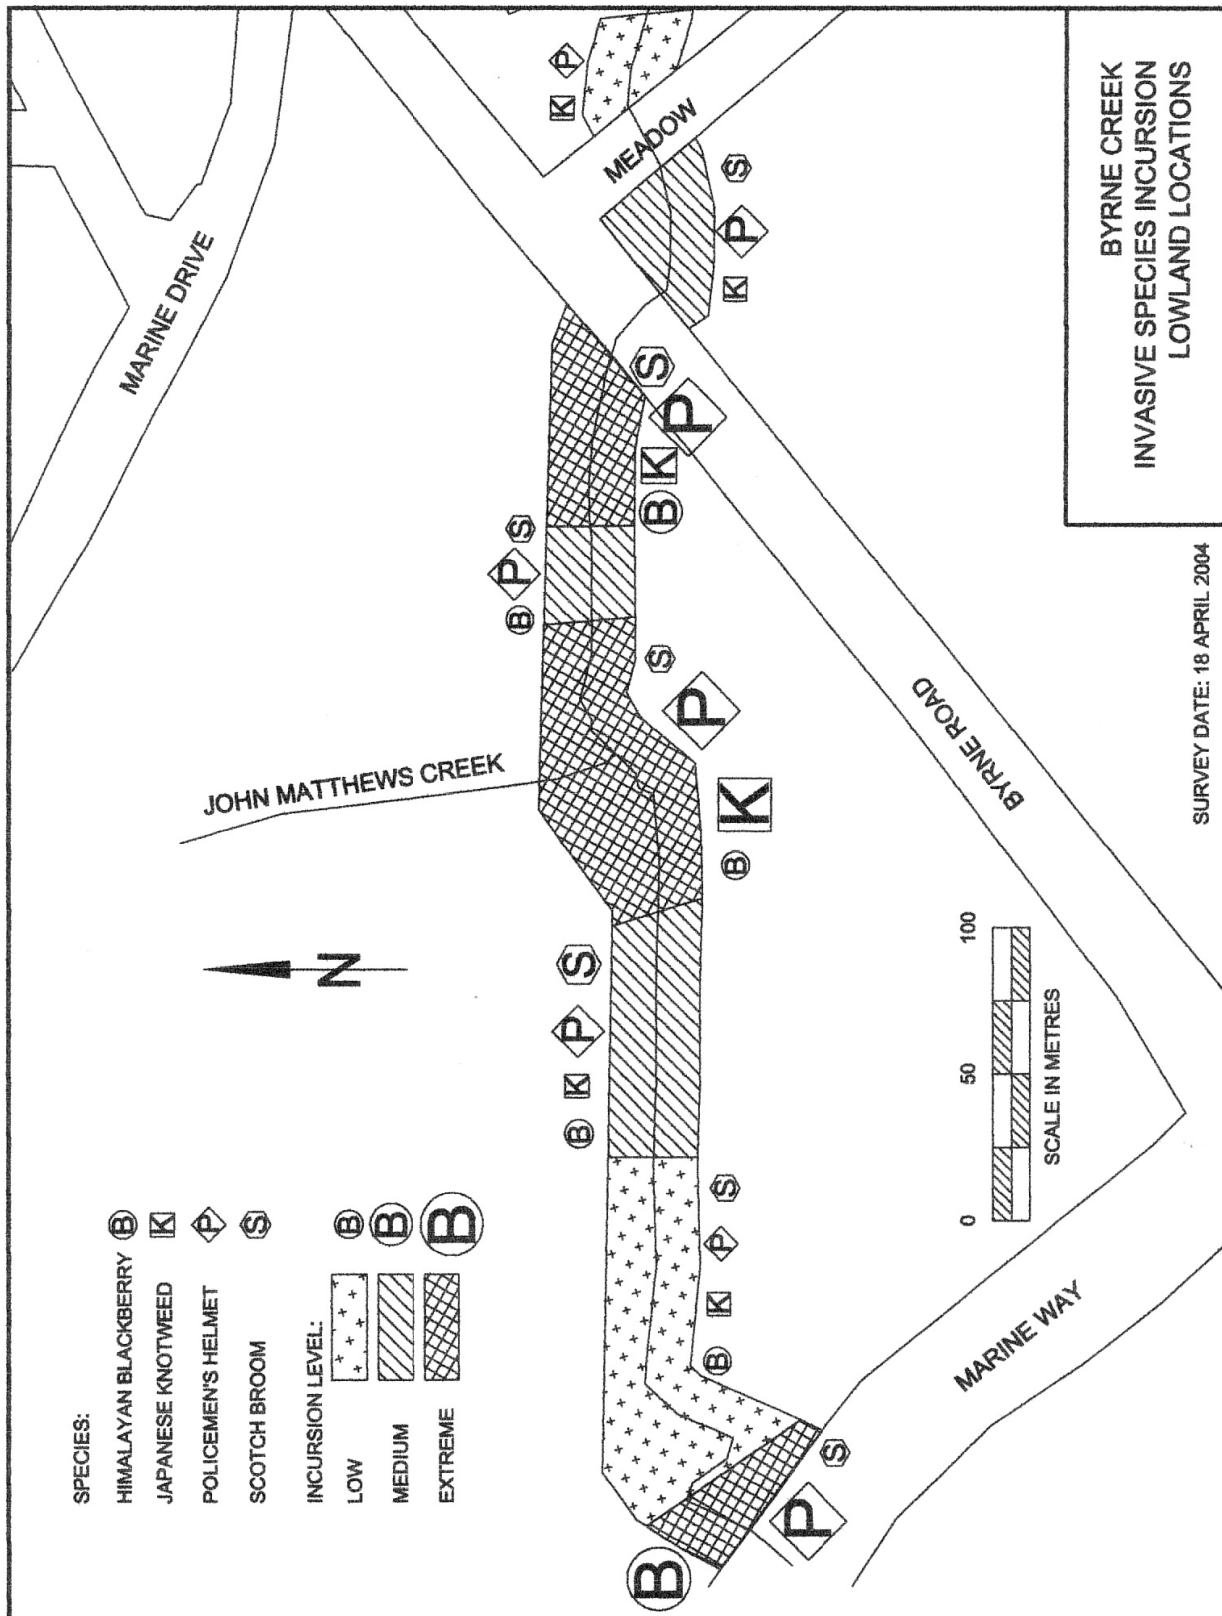 SPECIES:
HIMALAYAN BLACKBERRY B
JAPANESE KNOTWEED K
POLICEMEN'S HELMET P
SCOTCH BROOM S
INCURSION LEVEL:
LOW B
MEDIUM B
EXTREME B
MARINE DRIVE
JOHN MATTHEWS CREEK
N
K P
MEADOW
B P S
B K P S
B
K P S
B K P S
S
B K P S
B K P S
P S
BYRNE ROAD
MARINE WAY
0 50 100
SCALE IN METRES
SURVEY DATE: 18 APRIL 2004
BYRNE CREEK
INVASIVE SPECIES INCURSION
LOWLAND LOCATIONS